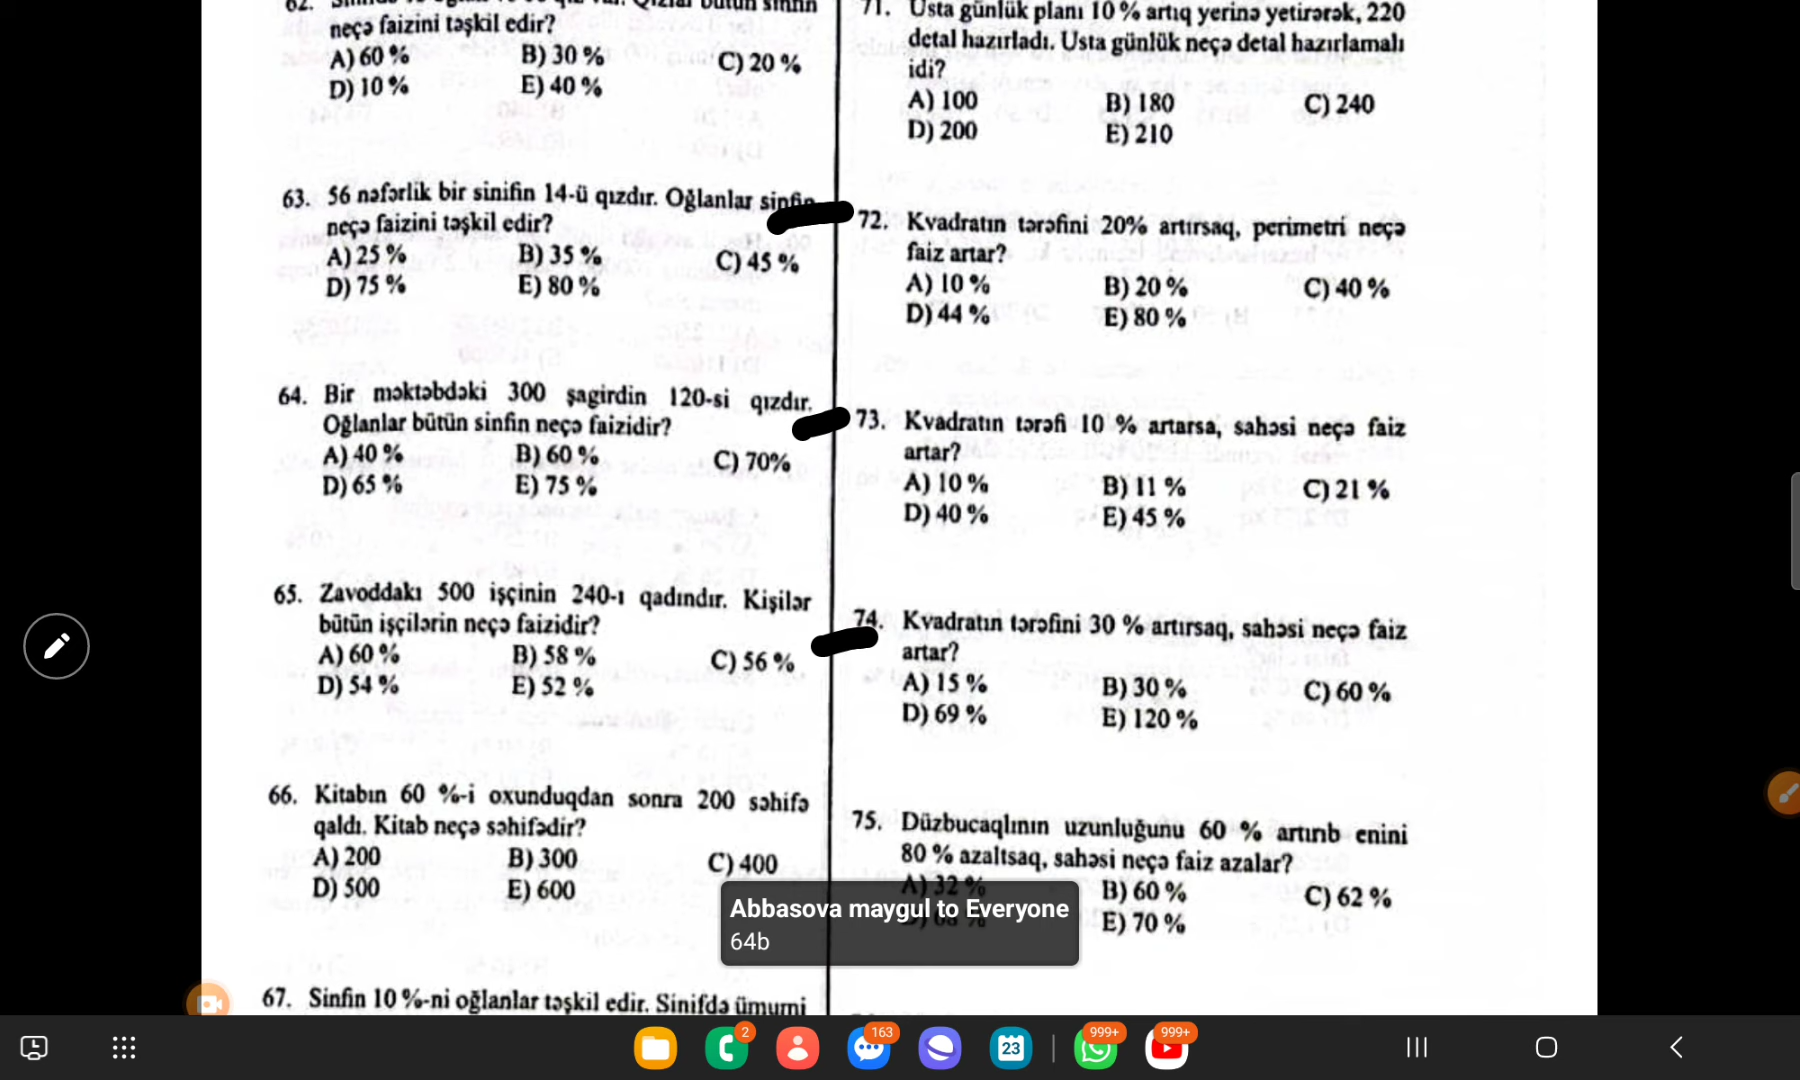 neçə faizini təşkil edir?
A) 60 %
B) 30 %
C) 20 %
D) 10 %
E) 40 %
63. 56 nəfərlik bir sinifin 14-ü qızdır. Oğlanlar sinfin
neçə faizini təşkil edir?
A) 25 %
B) 35 %
C) 45 %
D) 75 %
E) 80 %
64. Bir məktəbdəki 300 şagirdin 120-si qızdır.
Oğlanlar bütün sinfin neçə faizidir?
A) 40 %
B) 60 %
C) 70%
D) 65 %
E) 75 %
65. Zavoddakı 500 işçinin 240-ı qadındır. Kişilər
bütün işçilərin neçə faizidir?
A) 60 %
B) 58 %
C) 56 %
D) 54 %
E) 52 %
66. Kitabın 60 %-i oxunduqdan sonra 200 səhifə
qaldı. Kitab neçə səhifədir?
A) 200
B) 300
C) 400
D) 500
E) 600
67. Sinfin 10 %-ni oğlanlar təşkil edir. Sinifdə ümumi
71. Usta günlük planı 10 % artıq yerinə yetirərək, 220
detal hazırladı. Usta günlük neçə detal hazırlamalı
idi?
A) 100
B) 180
C) 240
D) 200
E) 210
72. Kvadratın tərəfini 20% artırsaq, perimetri neçə
faiz artar?
A) 10 %
B) 20 %
C) 40 %
D) 44 %
E) 80 %
73. Kvadratın tərəfi 10 % artarsa, sahəsi neçə faiz
artar?
A) 10 %
B) 11 %
C) 21 %
D) 40 %
E) 45 %
74. Kvadratın tərəfini 30 % artırsaq, sahəsi neçə faiz
artar?
A) 15 %
B) 30 %
C) 60 %
D) 69 %
E) 120 %
75. Düzbucaqlının uzunluğunu 60 % artırıb enini
80 % azaltsaq, sahəsi neçə faiz azalar?
A) 32 %
B) 60 %
C) 62 %
D) 68 %
E) 70 %
Abbasova maygul to Everyone
64b
2
163
23
999+
999+